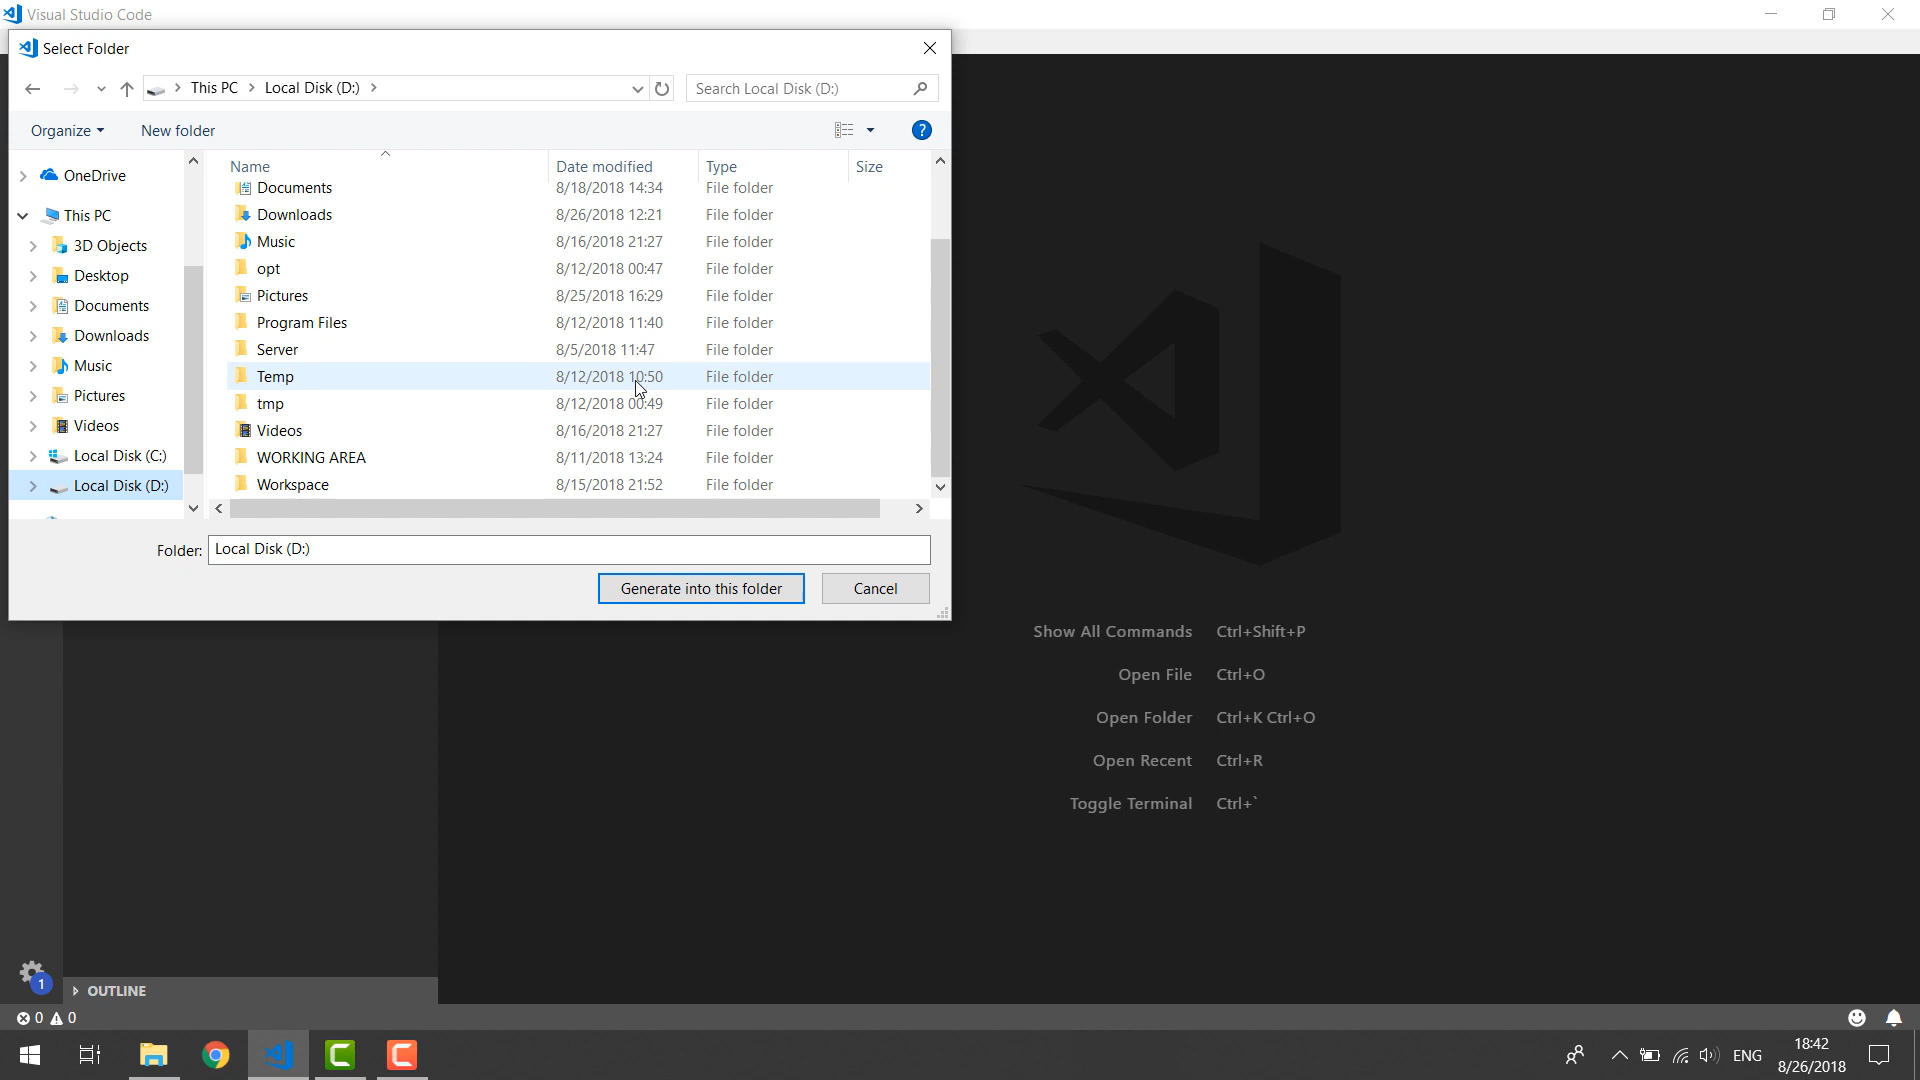 Visual Studio Code
Select Folder
This PC
Local Disk (D:)
Search Local Disk (D:)
Organize
New folder
?
OneDrive
This PC
3D Objects
Desktop
Documents
Downloads
Music
Pictures
Videos
Local Disk (C:)
Local Disk (D:)
Name Date modified Type Size
Documents 8/18/2018 14:34 File folder
Downloads 8/26/2018 12:21 File folder
Music 8/16/2018 21:27 File folder
opt 8/12/2018 00:47 File folder
Pictures 8/25/2018 16:29 File folder
Program Files 8/12/2018 11:40 File folder
Server 8/5/2018 11:47 File folder
Temp 8/12/2018 10:50 File folder
tmp 8/12/2018 00:49 File folder
Videos 8/16/2018 21:27 File folder
WORKING AREA 8/11/2018 13:24 File folder
Workspace 8/15/2018 21:52 File folder
Folder: Local Disk (D:)
Generate into this folder
Cancel
Show All Commands Ctrl+Shift+P
Open File Ctrl+O
Open Folder Ctrl+K Ctrl+O
Open Recent Ctrl+R
Toggle Terminal Ctrl+`
1
OUTLINE
0 0
ENG
18:42
8/26/2018